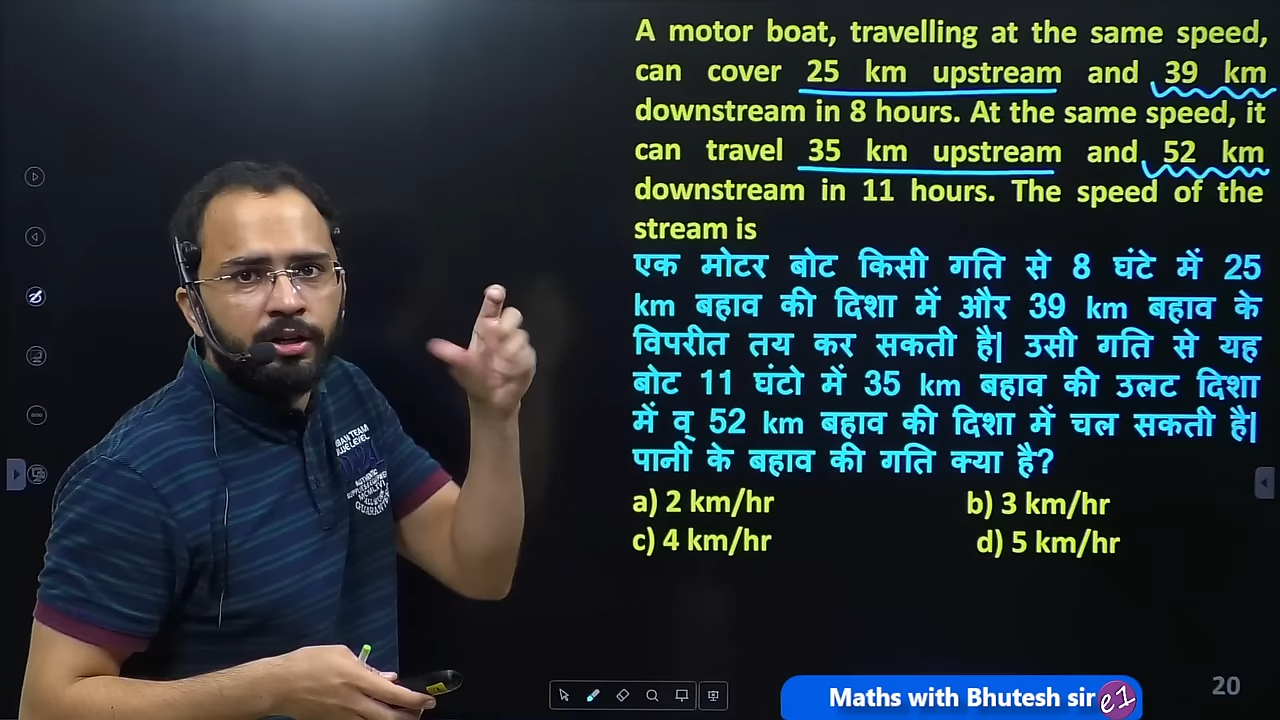 A motor boat, travelling at the same speed,
can cover 25 km upstream and 39 km
downstream in 8 hours. At the same speed, it
can travel 35 km upstream and 52 km
downstream in 11 hours. The speed of the
stream is
एक मोटर बोट किसी गति से 8 घंटे में 25
km बहाव की दिशा में और 39 km बहाव के
विपरीत तय कर सकती है| उसी गति से यह
बोट 11 घंटो में 35 km बहाव की उलट दिशा
में व् 52 km बहाव की दिशा में चल सकती है|
पानी के बहाव की गति क्या है?
a) 2 km/hr b) 3 km/hr
c) 4 km/hr d) 5 km/hr
Maths with Bhutesh sir e1
20